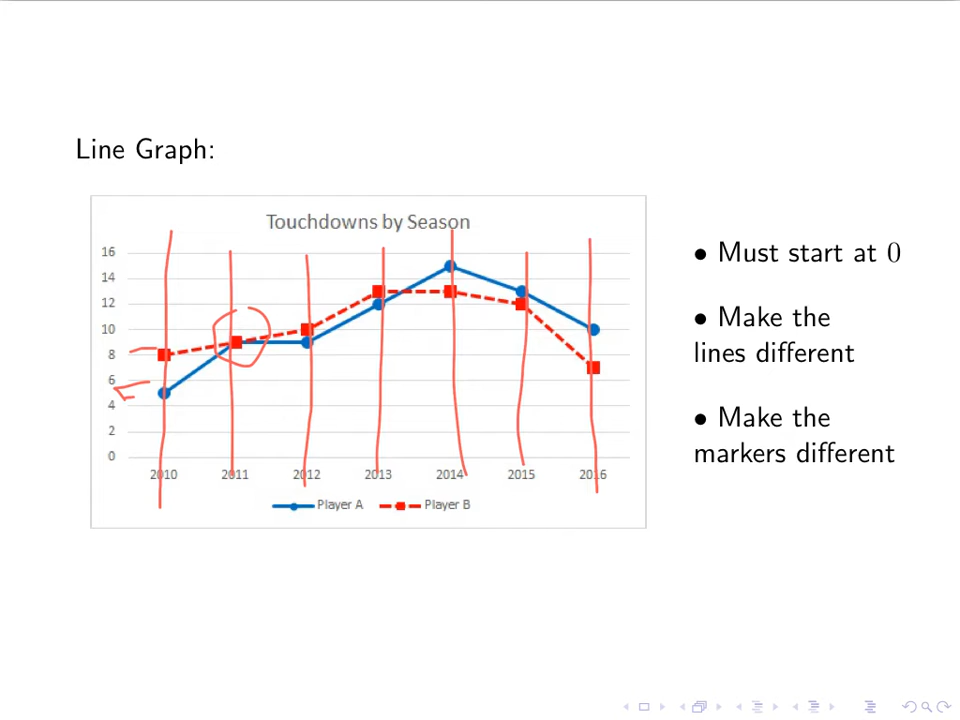 Line Graph:
Touchdowns by Season
16
14
12
10
8
6
4
2
0
2010 2011 2012 2013 2014 2015 2016
Player A Player B
• Must start at 0
• Make the
lines different
• Make the
markers different